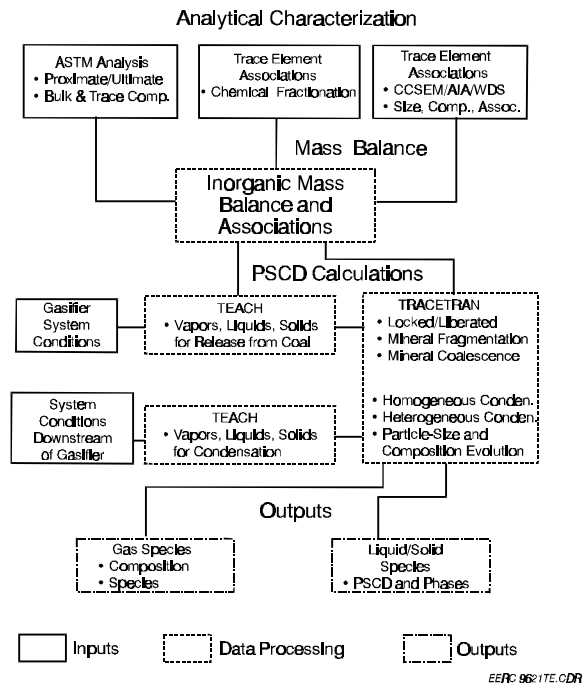 Analytical Characterization
ASTM Analysis
• Proximate/Ultimate
• Bulk & Trace Comp.
Trace Element
Associations
• Chemical Fractionation
Trace Element
Associations
• CCSEM/AIA/WDS
• Size, Comp., Assoc.
Mass Balance
Inorganic Mass
Balance and
Associations
PSCD Calculations
Gasifier
System
Conditions
TEACH
• Vapors, Liquids, Solids
for Release from Coal
TRACETRAN
• Locked/Liberated
• Mineral Fragmentation
• Mineral Coalescence
• Homogeneous Conden.
• Heterogeneous Conden.
• Particle-Size and
Composition Evolution
System
Conditions
Downstream
of Gasifier
TEACH
• Vapors, Liquids, Solids
for Condensation
Outputs
Gas Species
• Composition
• Species
Liquid/Solid
Species
• PSCD and Phases
Inputs
Data Processing
Outputs
EERC 9621TE.CDR